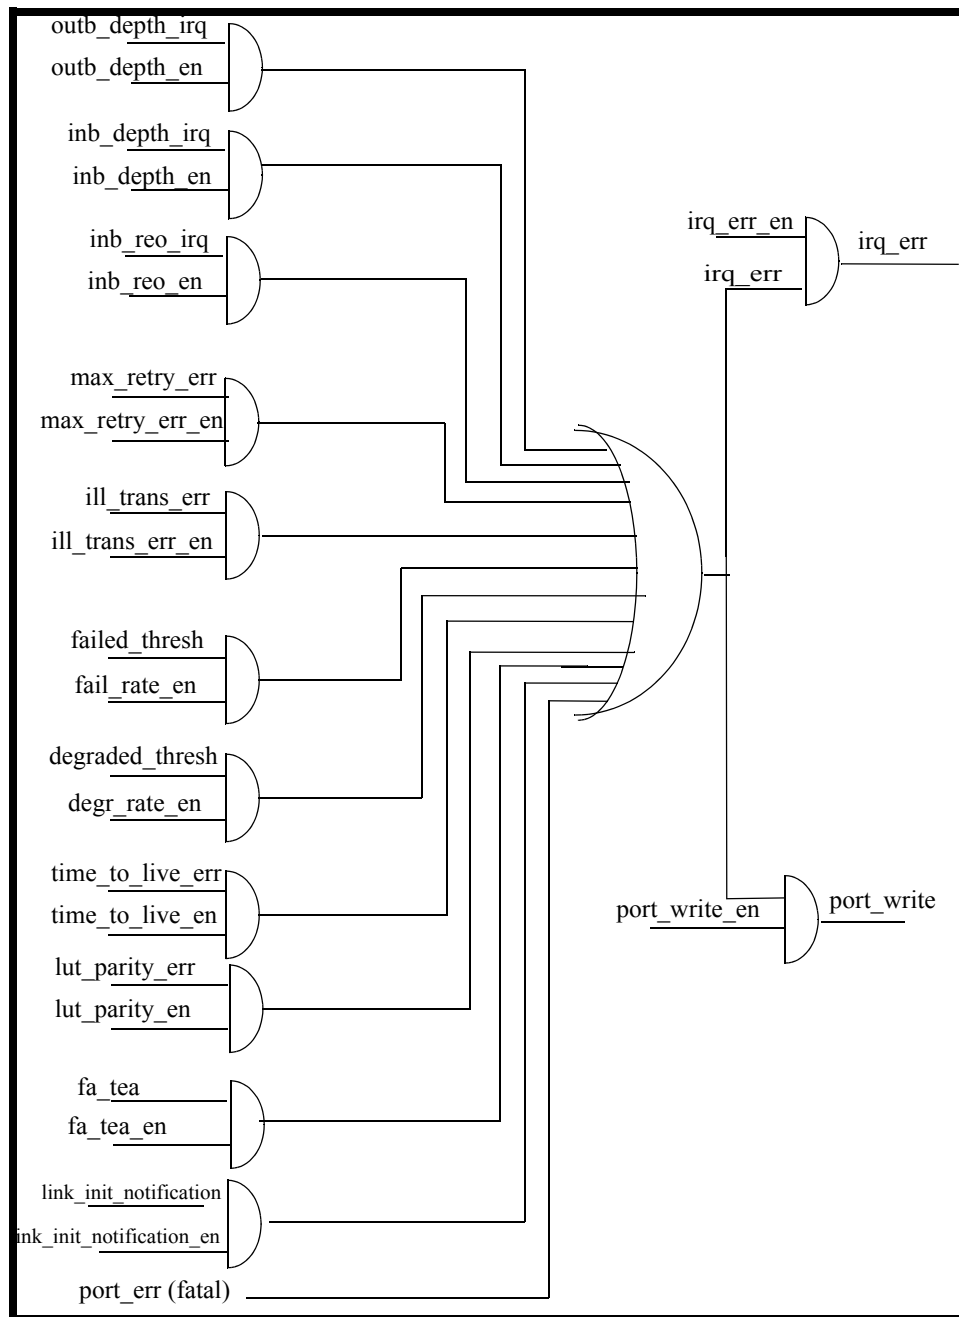 outb_depth_irq
outb_depth_en
inb_depth_irq
inb_depth_en
inb_reo_irq
inb_reo_en
max_retry_err
max_retry_err_en
ill_trans_err
ill_trans_err_en
failed_thresh
fail_rate_en
degraded_thresh
degr_rate_en
time_to_live_err
time_to_live_en
lut_parity_err
lut_parity_en
fa_tea
fa_tea_en
link_init_notification
ink_init_notification_en
port_err (fatal)
irq_err_en
irq_err
irq_err
port_write_en
port_write